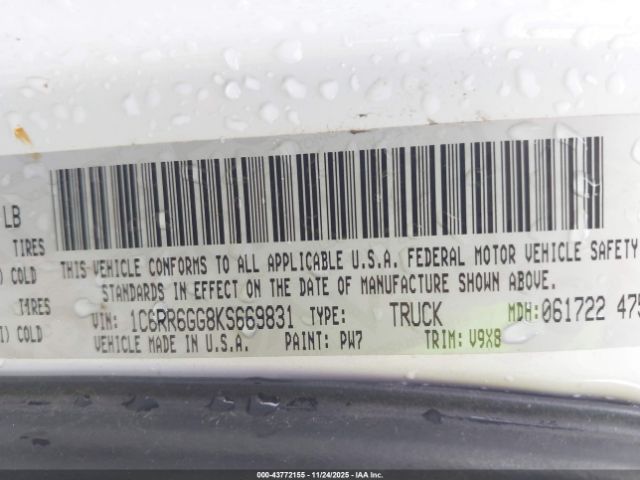 LB
TIRES
) COLD
TIRES
I) COLD
THIS VEHICLE CONFORMS TO ALL APPLICABLE U.S.A. FEDERAL MOTOR VEHICLE SAFETY
STANDARDS IN EFFECT ON THE DATE OF MANUFACTURE SHOWN ABOVE.
VIN: 1C6RR6GG8KS669831 TYPE: TRUCK MDH: 061722 475
VEHICLE MADE IN U.S.A. PAINT: PW7 TRIM: V9X8
000-43772155 - 11/24/2025 - IAAI, Inc.